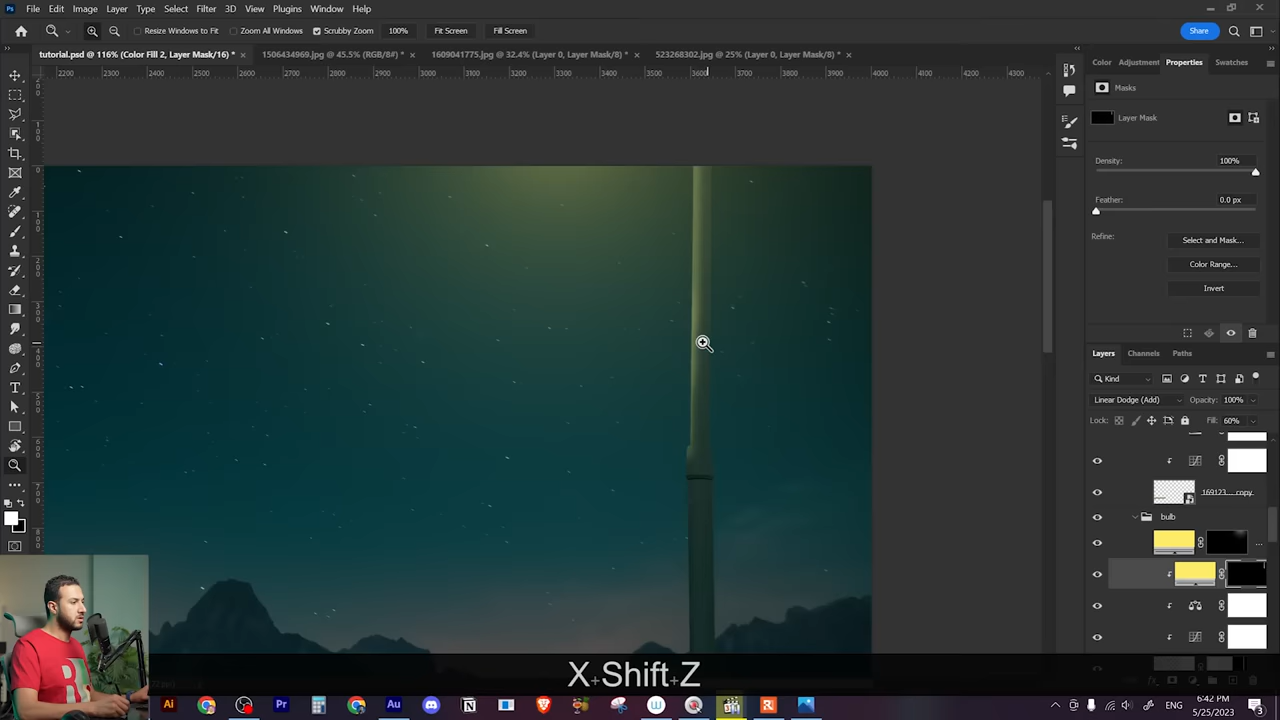 Ps File Edit Image Layer Type Select Filter 3D View Plugins Window Help
Resize Windows to Fit Zoom All Windows Scrubby Zoom 100% Fit Screen Fill Screen Share
tutorial.psd @ 116% (Color Fill 2, Layer Mask/16) * × 1506434969.jpg @ 45.5% (RGB/8#) * × 1609041775.jpg @ 32.4% (Layer 0, Layer Mask/8) * × 523268302.jpg @ 25% (Layer 0, Layer Mask/8) * ×
2200 2300 2400 2500 2600 2700 2800 2900 3000 3100 3200 3300 3400 3500 3600 3700 3800 3900 4000 4100 4200 4300
Color Adjustment Properties Swatches
Masks
Layer Mask
Density: 100%
Feather: 0.0 px
Refine: Select and Mask...
Color Range...
Invert
Layers Channels Paths
Kind
Linear Dodge (Add) Opacity: 100%
Lock: Fill: 60%
169123... copy
bulb
X+Shift+Z
Ai Pr Au
6:42 PM
5/25/2023